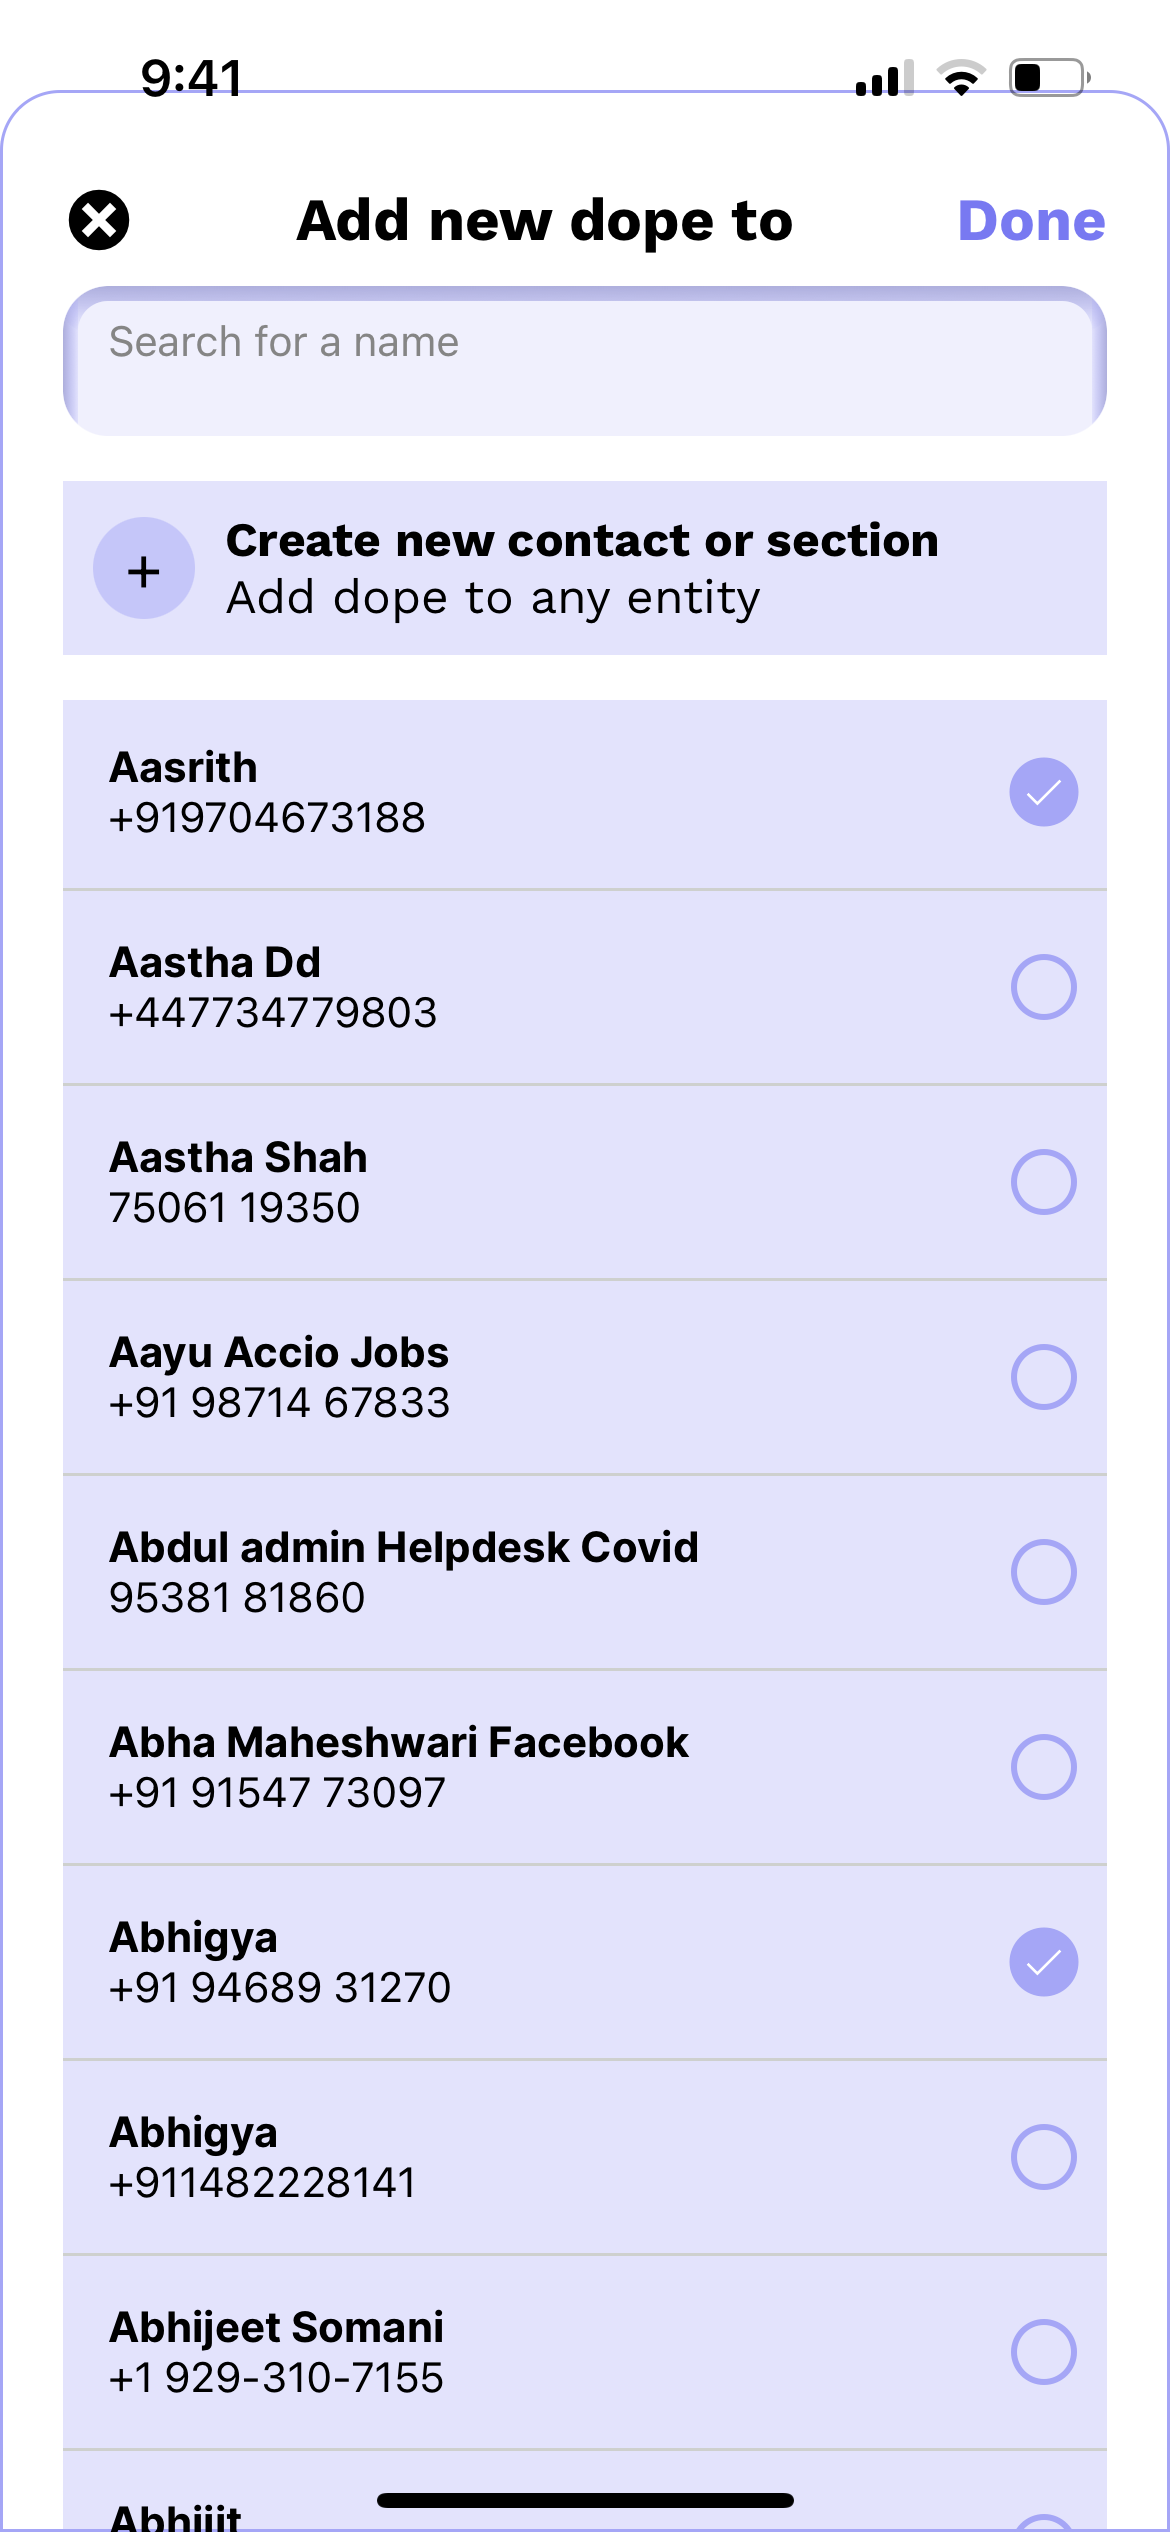 9:41
Add new dope to
Done
Search for a name
+
Create new contact or section
Add dope to any entity
Aasrith
+919704673188
Aastha Dd
+447734779803
Aastha Shah
75061 19350
Aayu Accio Jobs
+91 98714 67833
Abdul admin Helpdesk Covid
95381 81860
Abha Maheshwari Facebook
+91 91547 73097
Abhigya
+91 94689 31270
Abhigya
+911482228141
Abhijeet Somani
+1 929-310-7155
Abhijit